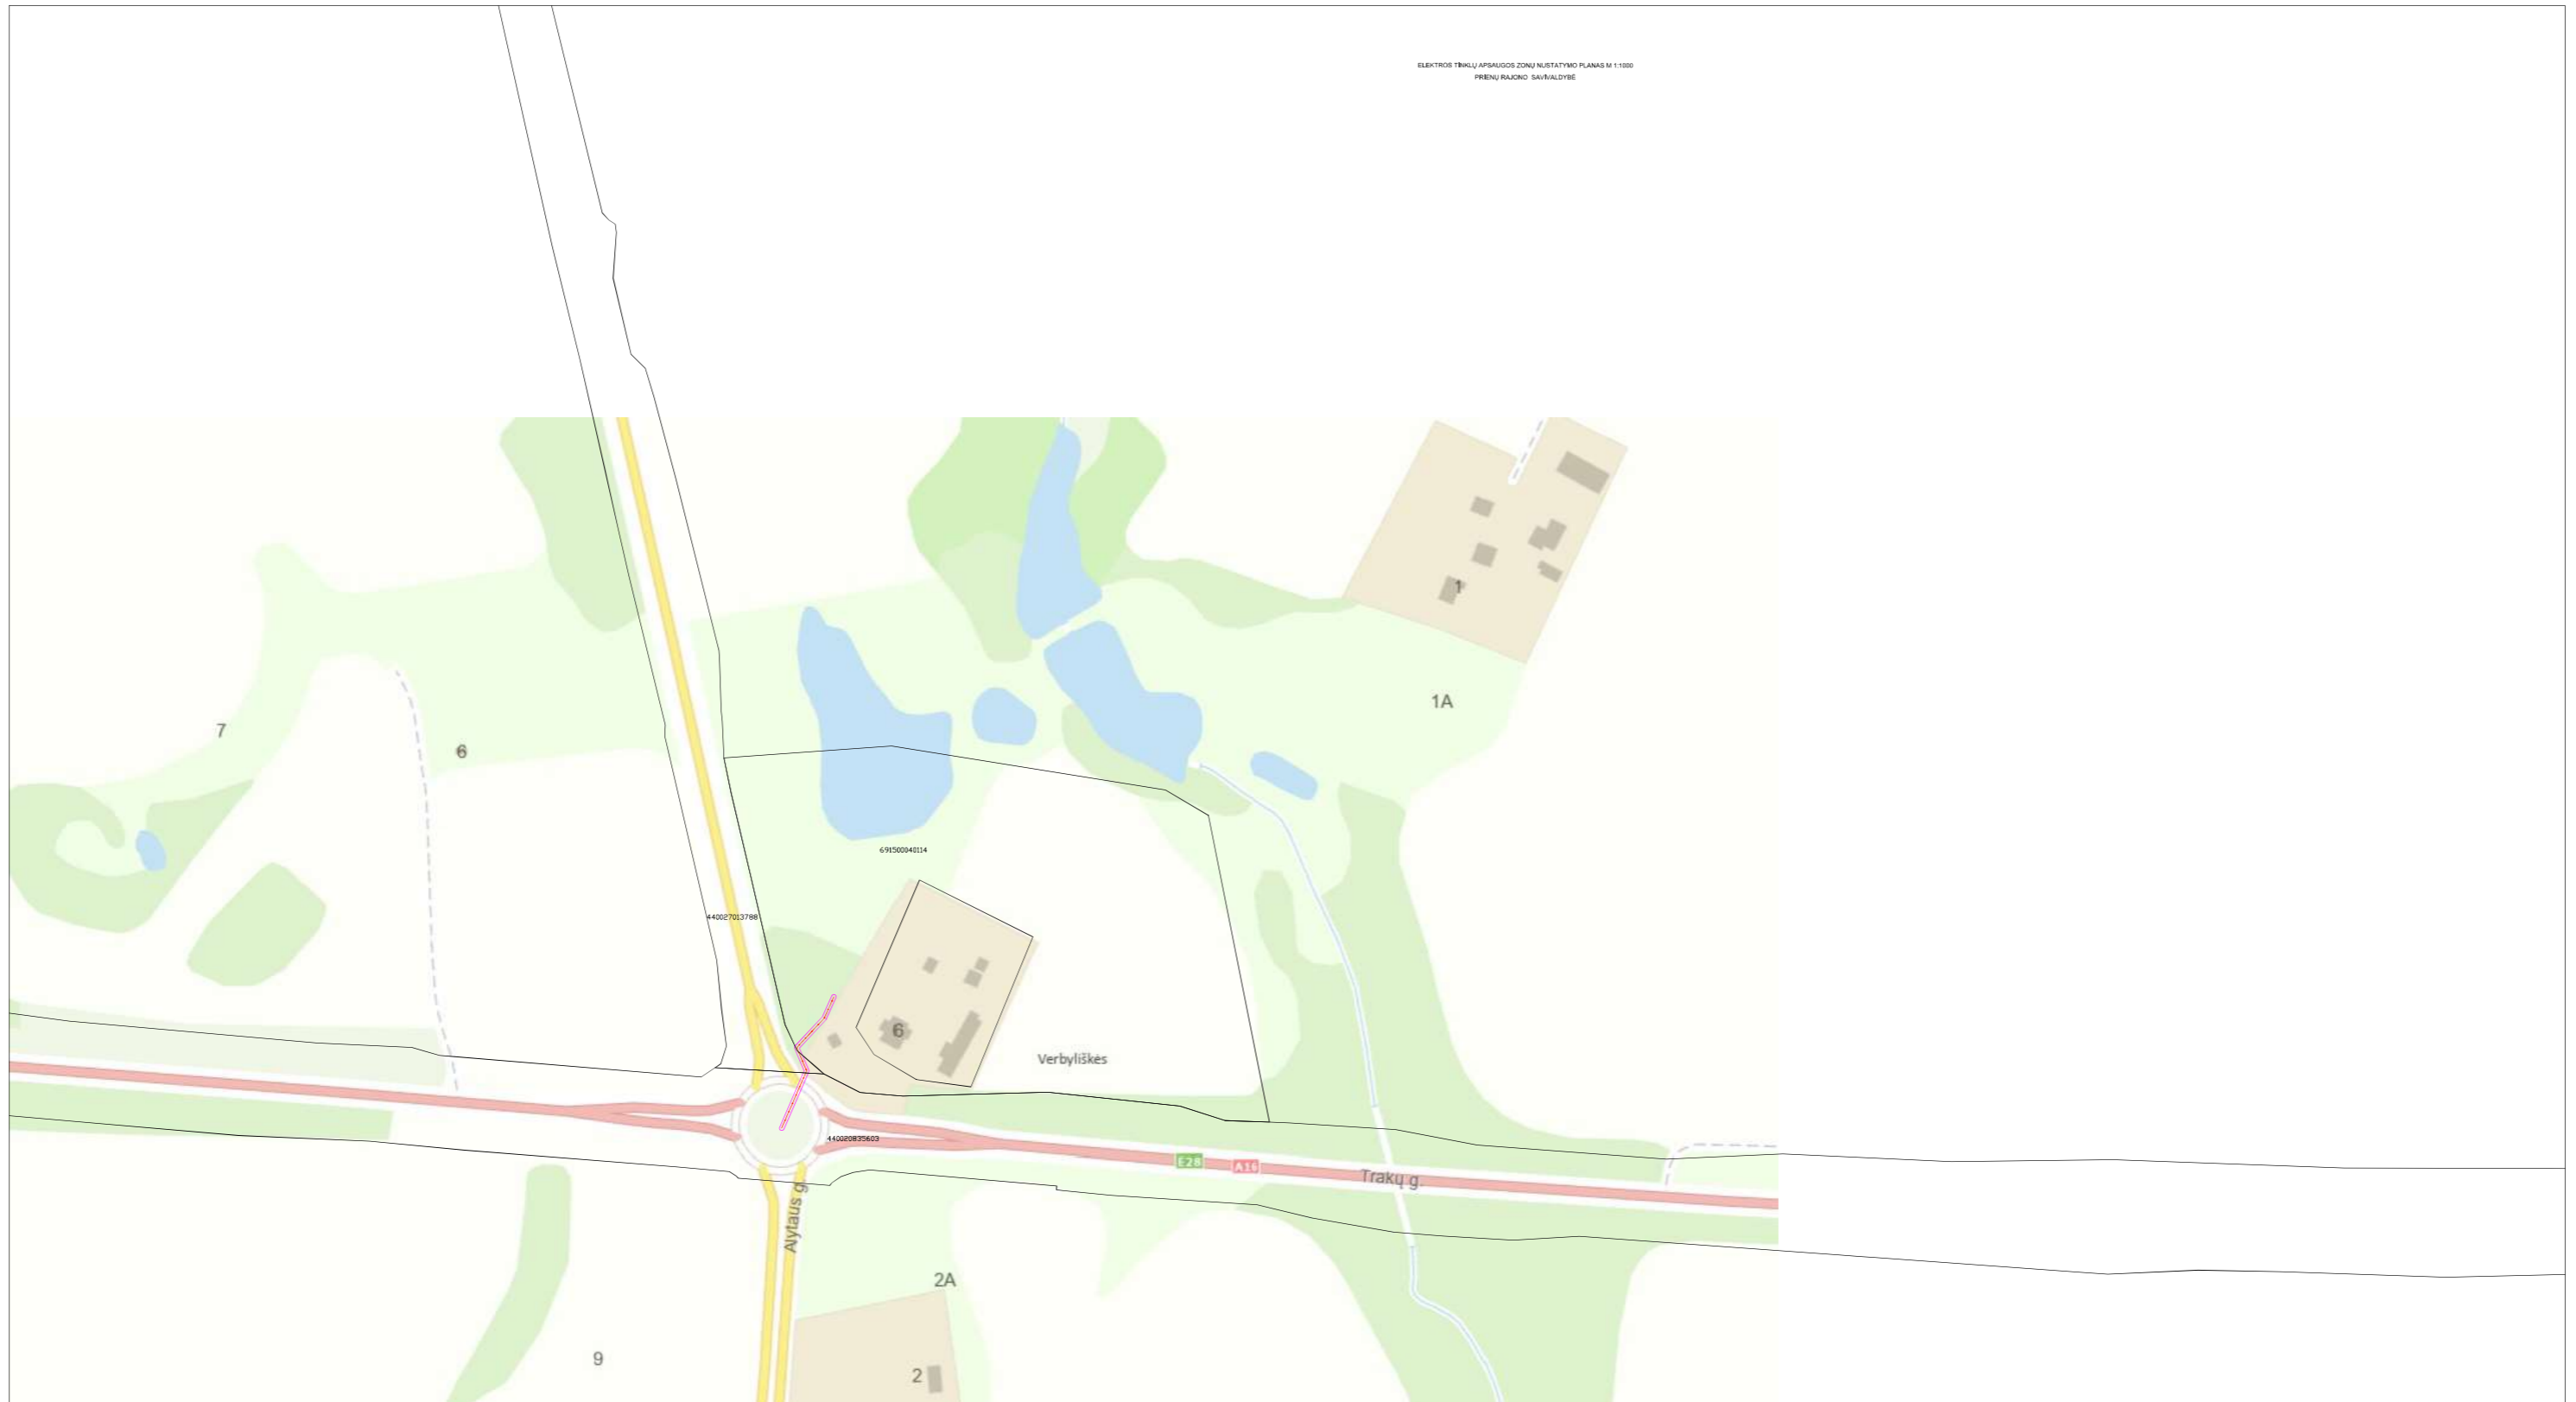 ELEKTROS TINKLŲ APSAUGOS ZONŲ NUSTATYMO PLANAS M 1:1000
PRIENŲ RAJONO SAVIVALDYBĖ
1
1A
7
6
691500040114
440027013788
6
Verbyliškės
440020835603
E28
A16
Trakų g.
Alytaus g.
2A
9
2